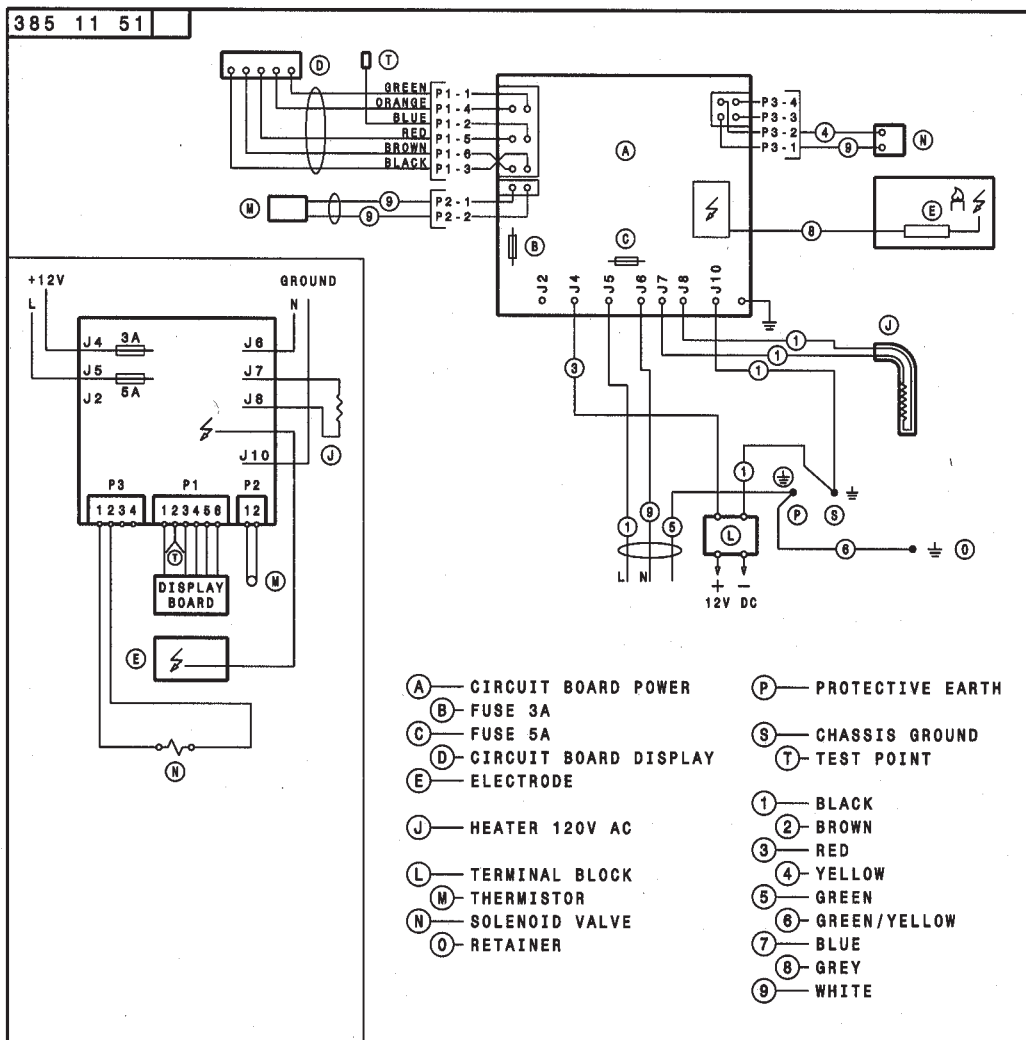 385 11 51
D
T
GREEN P1-1
ORANGE P1-4
BLUE P1-2
RED P1-5
BROWN P1-6
BLACK P1-3
M 9 9
P2-1
P2-2
A
B
C
J2 J4 J5 J6 J7 J8 J10
P3-4
P3-3
P3-2 4
P3-1 9
N
E
8
J
1
1
1
3
1
9
5
L N
1
L
+ −
12V DC
P
S
6
O
+12V
L
GROUND
N
J4 3A
J5
5A
J2
J6
J7
J8
J10
J
P3 P1 P2
1234 123456 12
T
M
DISPLAY
BOARD
E
N
A CIRCUIT BOARD POWER
B FUSE 3A
C FUSE 5A
D CIRCUIT BOARD DISPLAY
E ELECTRODE
J HEATER 120V AC
L TERMINAL BLOCK
M THERMISTOR
N SOLENOID VALVE
O RETAINER
P PROTECTIVE EARTH
S CHASSIS GROUND
T TEST POINT
1 BLACK
2 BROWN
3 RED
4 YELLOW
5 GREEN
6 GREEN/YELLOW
7 BLUE
8 GREY
9 WHITE